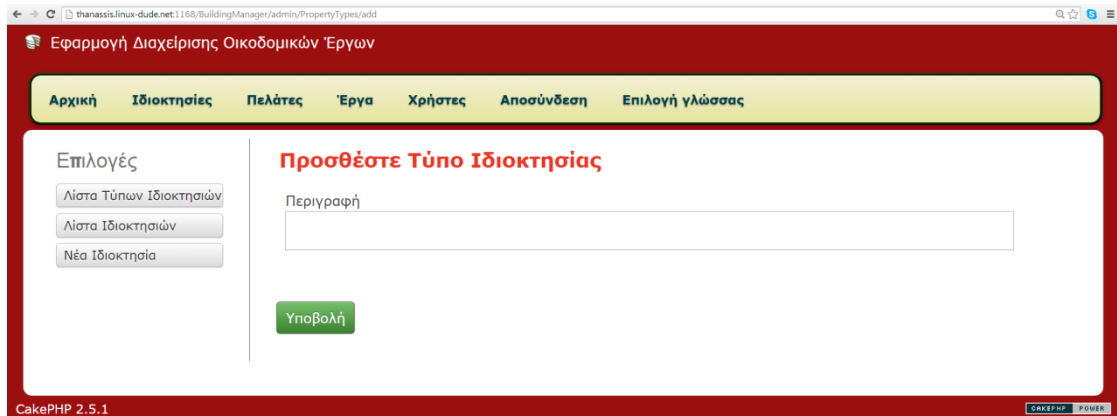 thanassis.linux-dude.net:1168/BuildingManager/admin/PropertyTypes/add
Εφαρμογή Διαχείρισης Οικοδομικών Έργων
Αρχική Ιδιοκτησίες Πελάτες Έργα Χρήστες Αποσύνδεση Επιλογή γλώσσας
Επιλογές
Λίστα Τύπων Ιδιοκτησιών
Λίστα Ιδιοκτησιών
Νέα Ιδιοκτησία
Προσθέστε Τύπο Ιδιοκτησίας
Περιγραφή
Υποβολή
CakePHP 2.5.1
CAKEPHP POWER